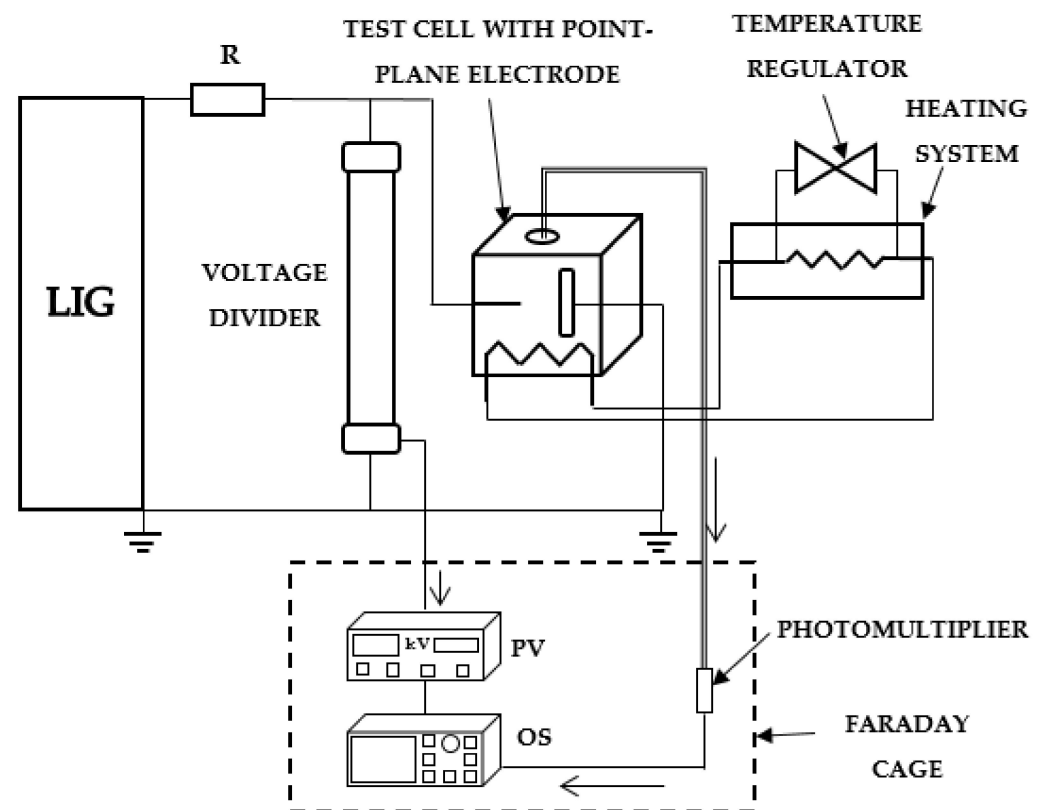 TEST CELL WITH POINT-
PLANE ELECTRODE
TEMPERATURE
REGULATOR
R
HEATING
SYSTEM
VOLTAGE
DIVIDER
LIG
kV
PV
PHOTOMULTIPLIER
OS
FARADAY
CAGE